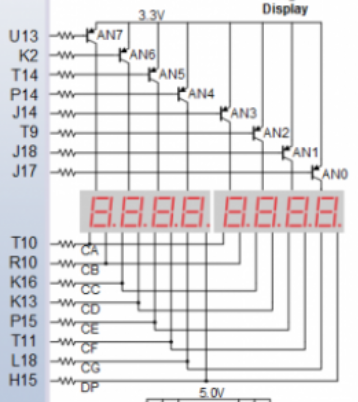 Display
3.3V
U13 AN7
K2 AN6
T14 AN5
P14 AN4
J14 AN3
T9 AN2
J18 AN1
J17 AN0
8.8.8.8. 8.8.8.8.
T10 CA
R10 CB
K16 CC
K13 CD
P15 CE
T11 CF
L18 CG
H15 DP
5.0V